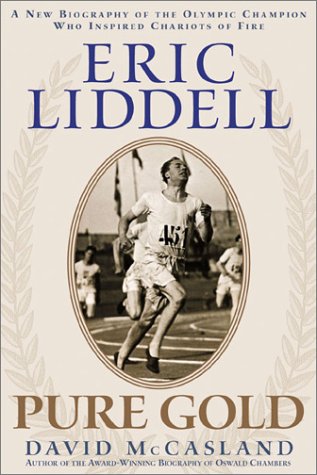 A New Biography of the Olympic Champion
Who Inspired Chariots of Fire
ERIC
LIDDELL
451
PURE GOLD
DAVID McCASLAND
Author of the Award-Winning Biography of Oswald Chambers